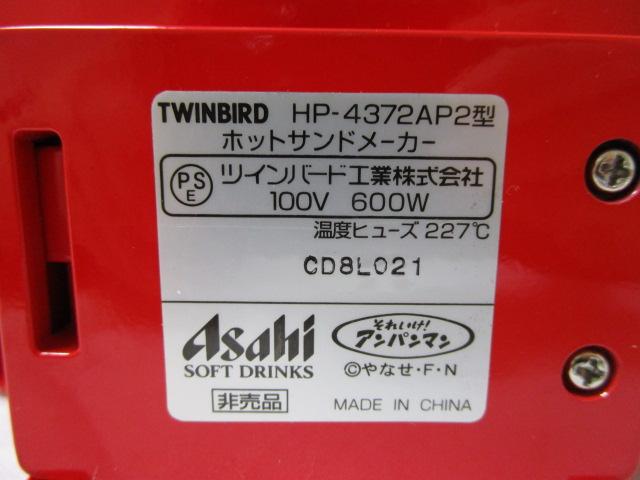 TWINBIRD HP-4372AP2型
ホットサンドメーカー
PSE ツインバード工業株式会社
100V 600W
温度ヒューズ 227℃
CD8L021
Asahi
SOFT DRINKS
非売品
それいけ!
アンパンマン
©やなせ・F・N
MADE IN CHINA